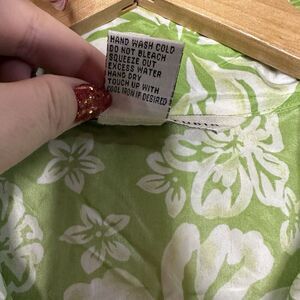 HAND WASH COLD
DO NOT BLEACH
SQUEEZE OUT
EXCESS WATER
HANG DRY
TOUCH UP WITH
COOL IRON IF DESIRED